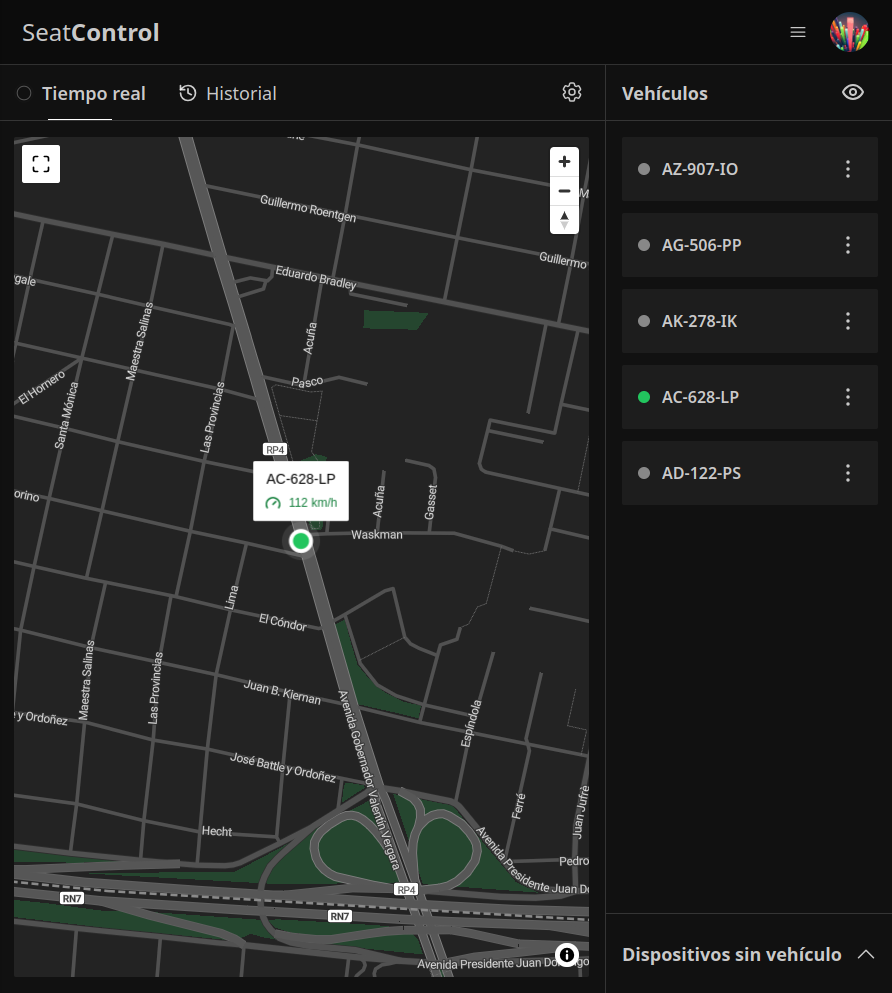 SeatControl
Tiempo real
Historial
Vehículos
Guillermo Roentgen
Guillermo
Eduardo Bradley
Maestra Salinas
Acuña
El Hornero
Pasco
Santa Mónica
Las Provincias
RP4
AC-628-LP
112 km/h
Acuña
Gasset
Waskman
Lima
El Cóndor
Maestra Salinas
Las Provincias
Juan B. Kiernan
y Ordoñez
Avenida Gobernador Valentín Vergara
Espíndola
José Battle y Ordoñez
Ferré
Juan Jufré
Hecht
Avenida Presidente Juan Do
Pedro
RP4
RN7
RN7
Avenida Presidente Juan Domingo
AZ-907-IO
AG-506-PP
AK-278-IK
AC-628-LP
AD-122-PS
Dispositivos sin vehículo